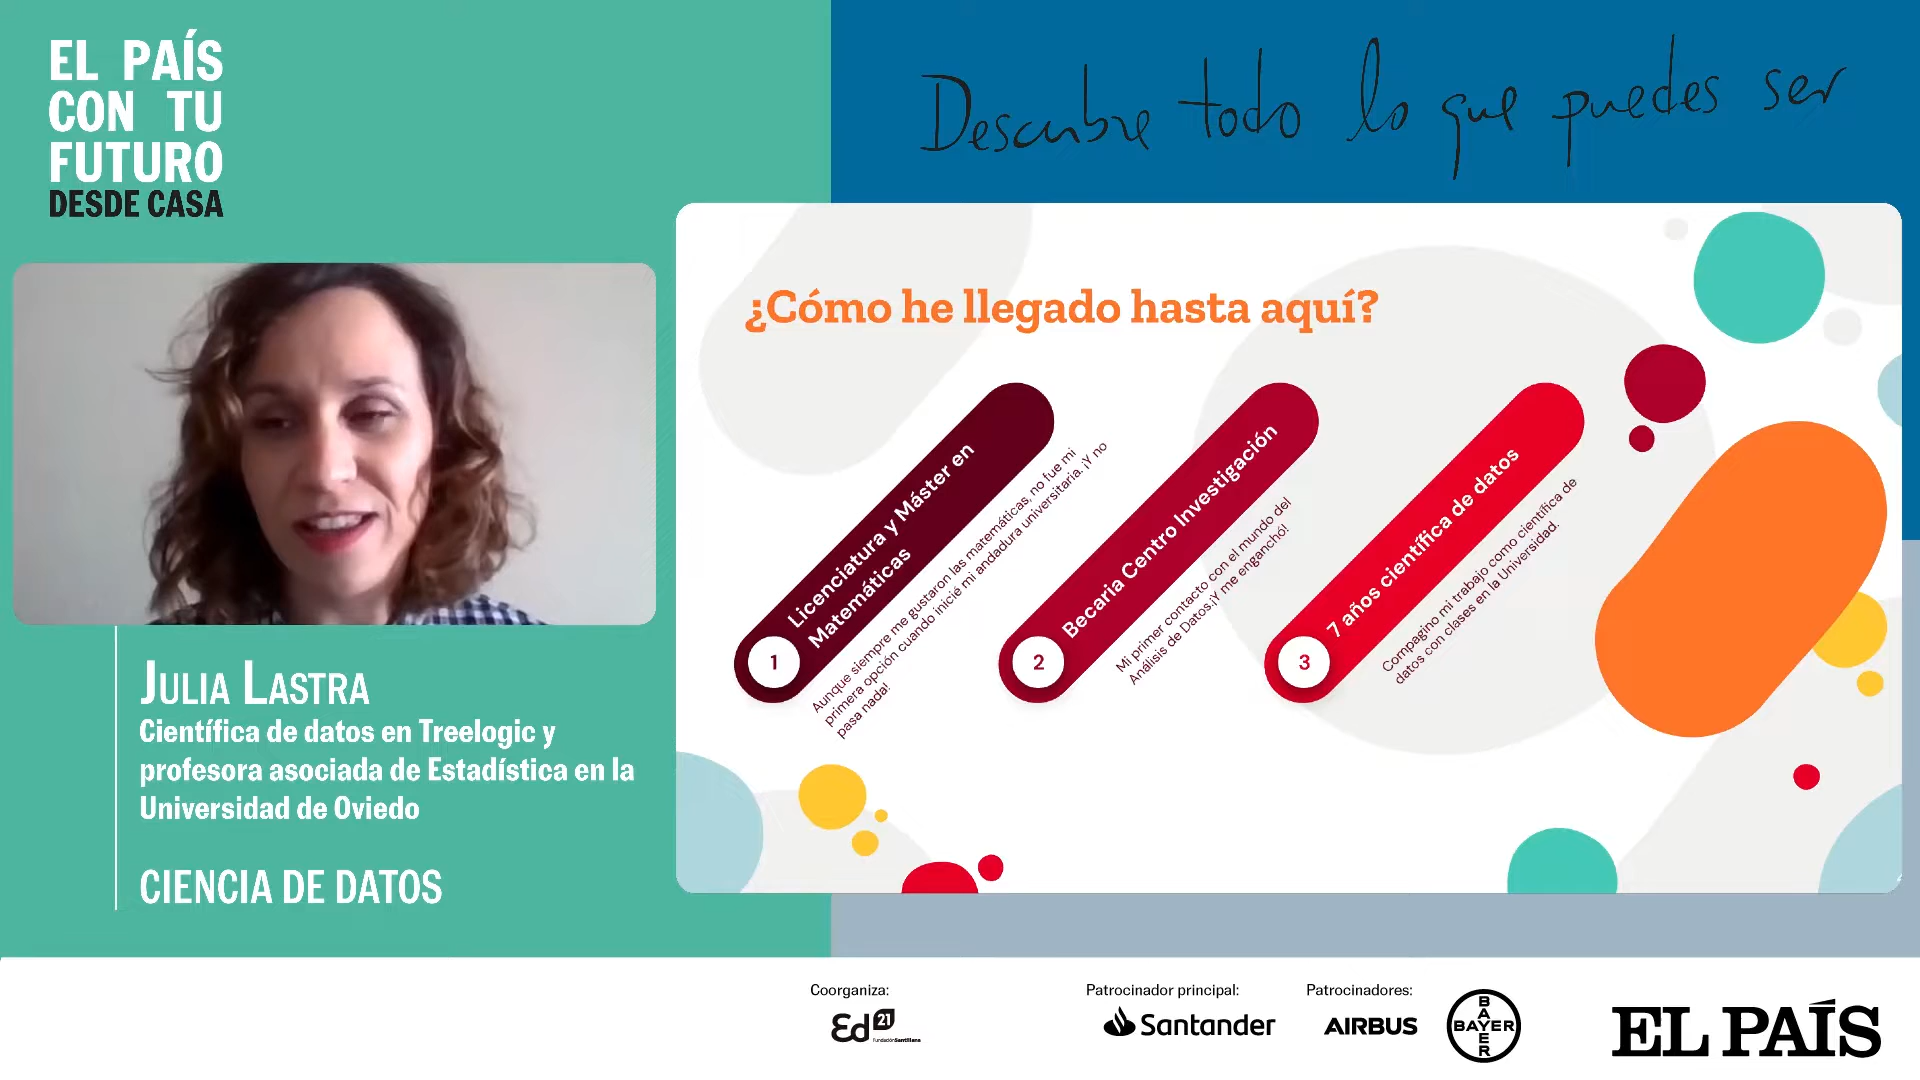 EL PAÍS
CON TU
FUTURO
DESDE CASA
Descubre todo lo que puedes ser
¿Cómo he llegado hasta aquí?
1
Licenciatura y Máster en
Matemáticas
Aunque siempre me gustaron las matemáticas, no fue mi
primera opción cuando inicié mi andadura universitaria. ¡Y no
pasa nada!
2
Becaria Centro Investigación
Mi primer contacto con el mundo del
Análisis de Datos.¡Y me enganchó!
3
7 años científica de datos
Compagino mi trabajo como científica de
datos con clases en la Universidad.
JULIA LASTRA
Científica de datos en Treelogic y
profesora asociada de Estadística en la
Universidad de Oviedo
CIENCIA DE DATOS
Coorganiza:
Ed21
FundaciónSantillana
Patrocinador principal:
Santander
Patrocinadores:
AIRBUS
BAYER
BAYER
EL PAÍS